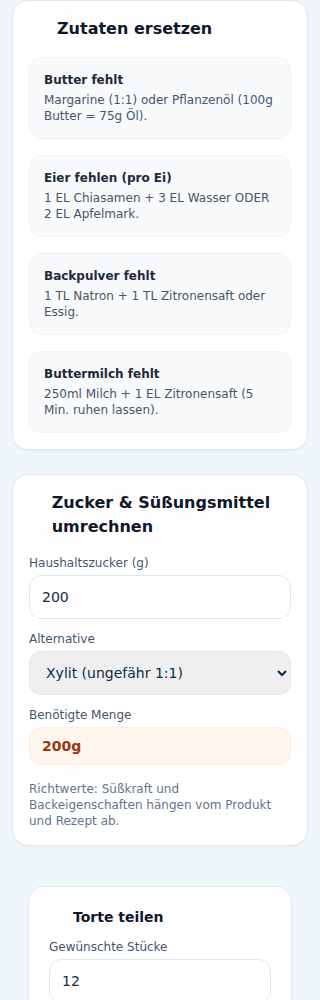 Zutaten ersetzen
Butter fehlt
Margarine (1:1) oder Pflanzenöl (100g
Butter = 75g Öl).
Eier fehlen (pro Ei)
1 EL Chiasamen + 3 EL Wasser ODER
2 EL Apfelmark.
Backpulver fehlt
1 TL Natron + 1 TL Zitronensaft oder
Essig.
Buttermilch fehlt
250ml Milch + 1 EL Zitronensaft (5
Min. ruhen lassen).
Zucker & Süßungsmittel
umrechnen
Haushaltszucker (g)
200
Alternative
Xylit (ungefähr 1:1)
Benötigte Menge
200g
Richtwerte: Süßkraft und
Backeigenschaften hängen vom Produkt
und Rezept ab.
Torte teilen
Gewünschte Stücke
12